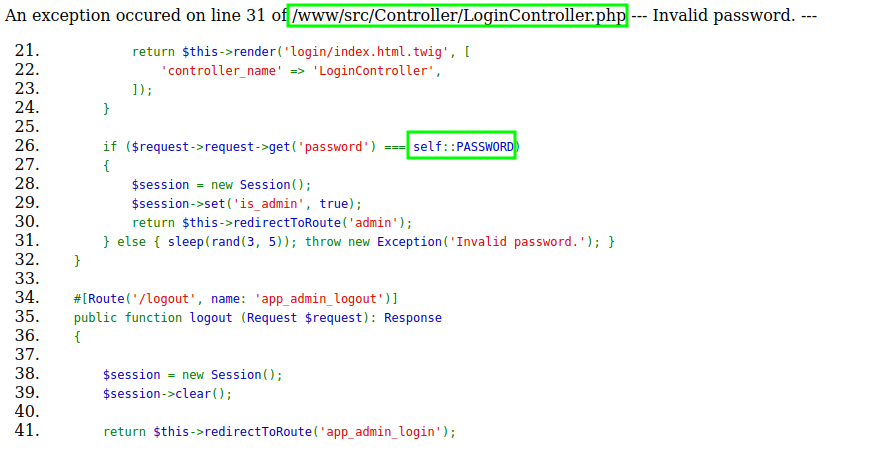 An exception occured on line 31 of /www/src/Controller/LoginController.php --- Invalid password. ---
21. return $this->render('login/index.html.twig', [
22. 'controller_name' => 'LoginController',
23. ]);
24. }
25.
26. if ($request->request->get('password') === self::PASSWORD)
27. {
28. $session = new Session();
29. $session->set('is_admin', true);
30. return $this->redirectToRoute('admin');
31. } else { sleep(rand(3, 5)); throw new Exception('Invalid password.'); }
32. }
33.
34. #[Route('/logout', name: 'app_admin_logout')]
35. public function logout (Request $request): Response
36. {
37.
38. $session = new Session();
39. $session->clear();
40.
41. return $this->redirectToRoute('app_admin_login');